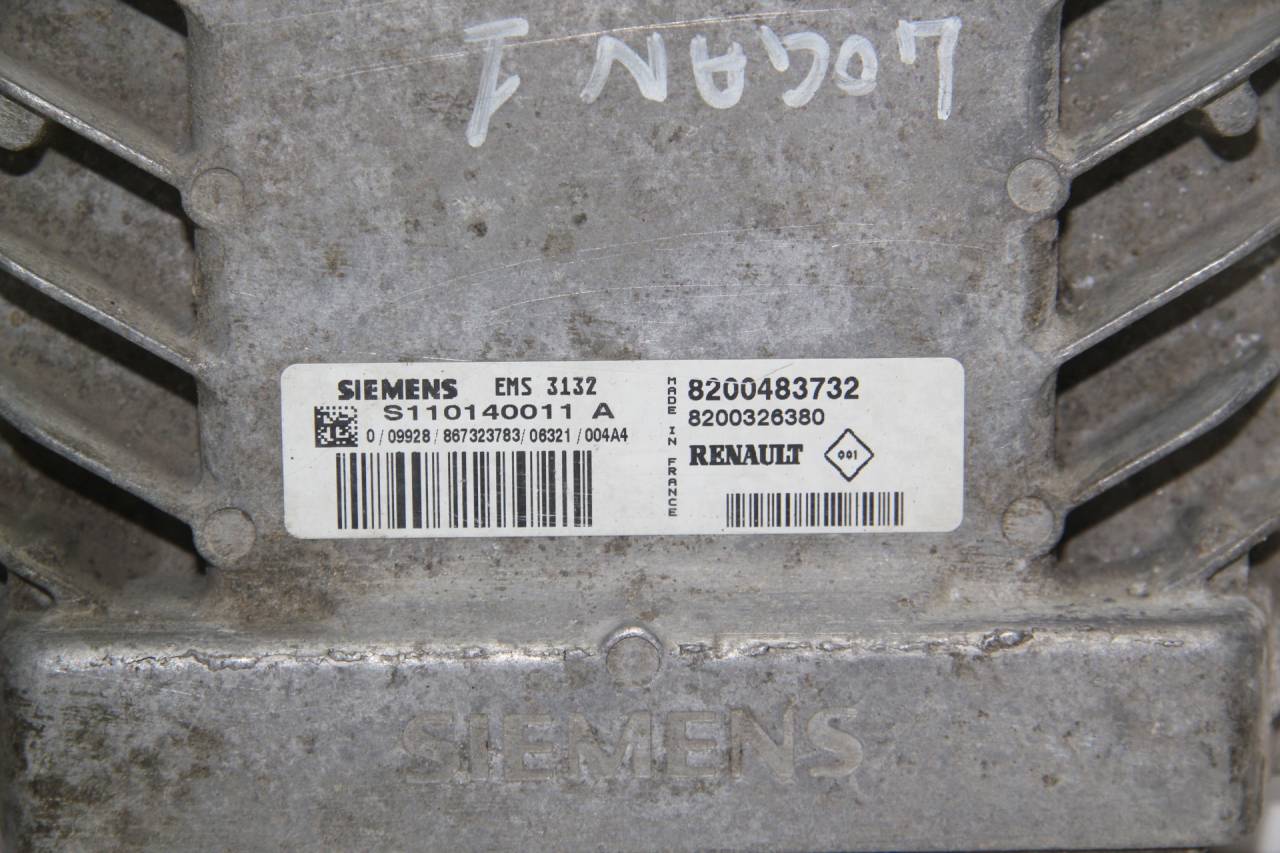 LOGAN 1
SIEMENS EMS 3132
S110140011 A
0 / 09928 / 867323783 / 06321 / 004A4
MADE IN FRANCE
8200483732
8200326380
RENAULT 001
SIEMENS